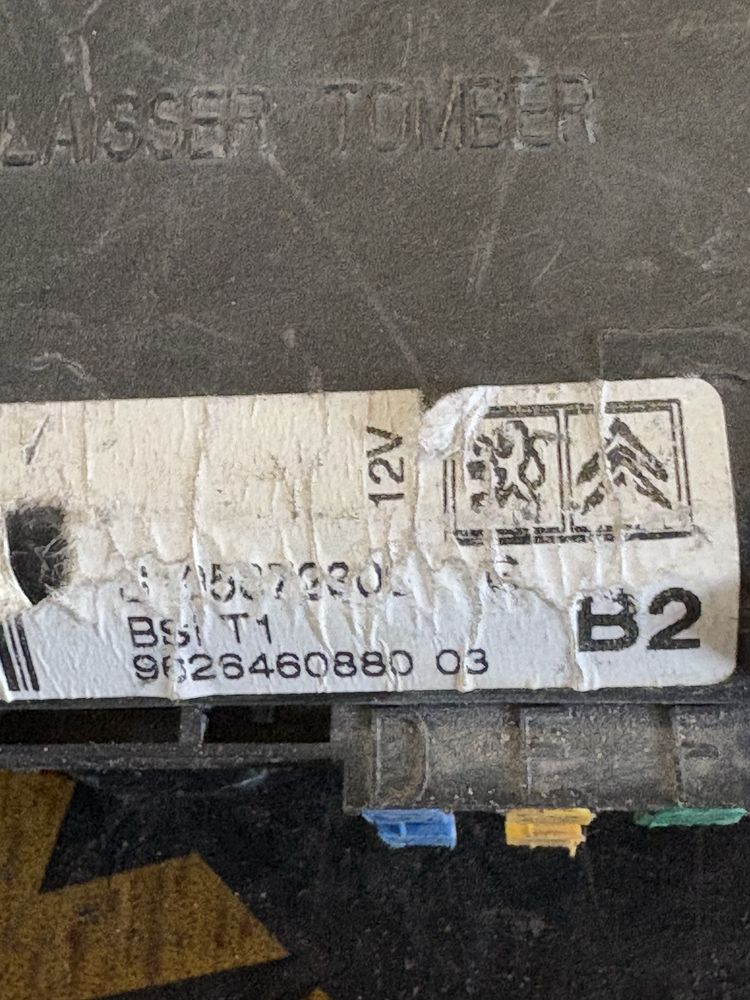 LAISSER TOMBER
12V
BSI T1
9626460880 03
B2
D E F